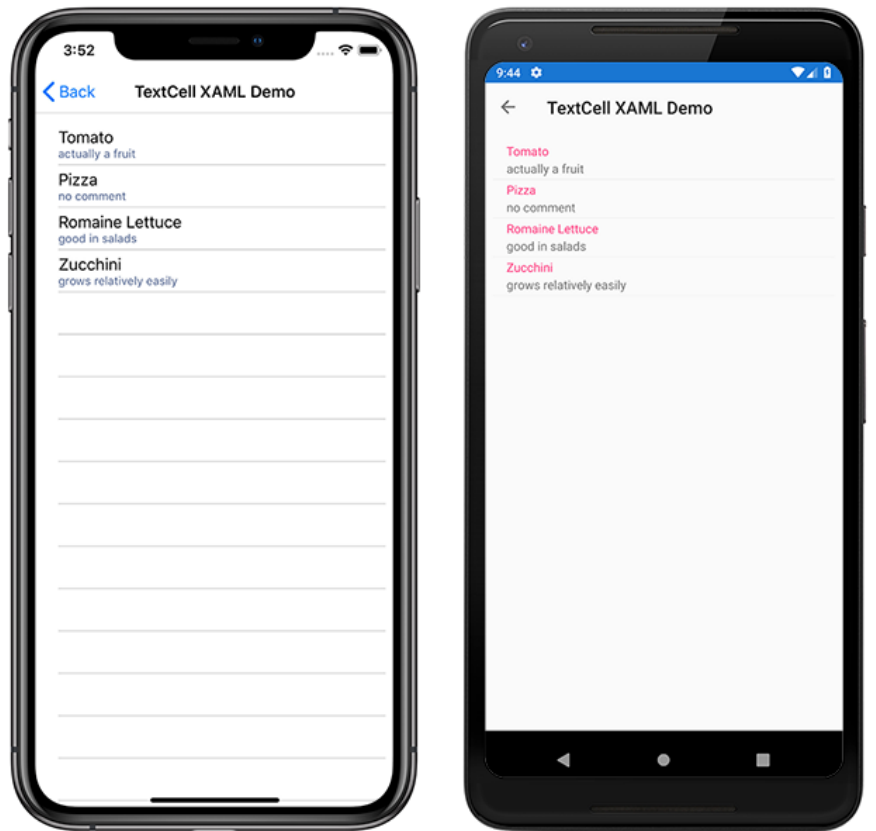 3:52
Back
TextCell XAML Demo
Tomato
actually a fruit
Pizza
no comment
Romaine Lettuce
good in salads
Zucchini
grows relatively easily
9:44
TextCell XAML Demo
Tomato
actually a fruit
Pizza
no comment
Romaine Lettuce
good in salads
Zucchini
grows relatively easily